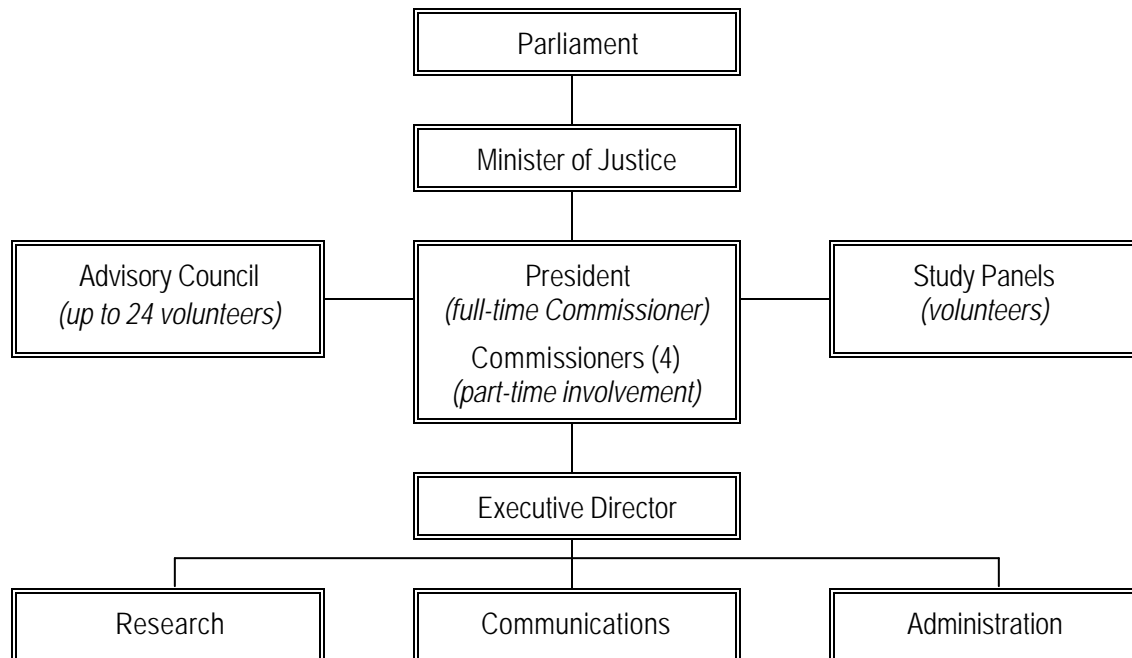 Parliament
Minister of Justice
Advisory Council
(up to 24 volunteers)
President
(full-time Commissioner)
Commissioners (4)
(part-time involvement)
Study Panels
(volunteers)
Executive Director
Research
Communications
Administration